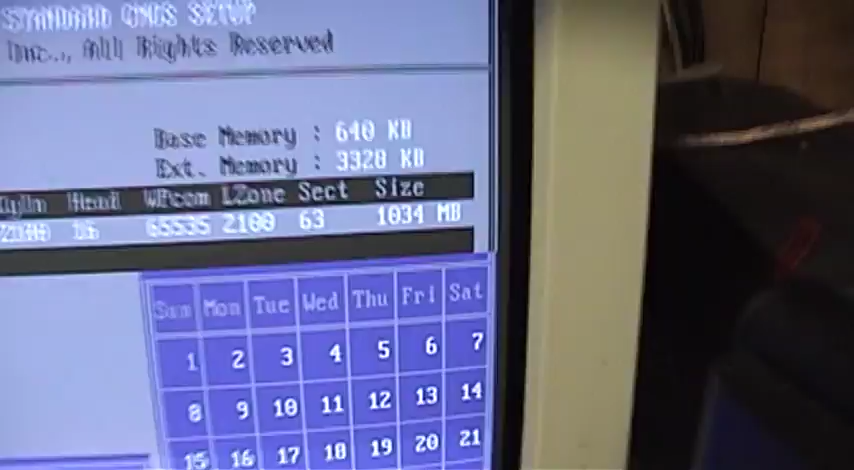 STANDARD CMOS SETUP
Inc., All Rights Reserved
Base Memory : 640 KB
Ext. Memory : 3328 KB
Cyln Head WPcom LZone Sect Size
2100 16 65535 2100 63 1034 MB
Sun Mon Tue Wed Thu Fri Sat
1 2 3 4 5 6 7
8 9 10 11 12 13 14
15 16 17 18 19 20 21